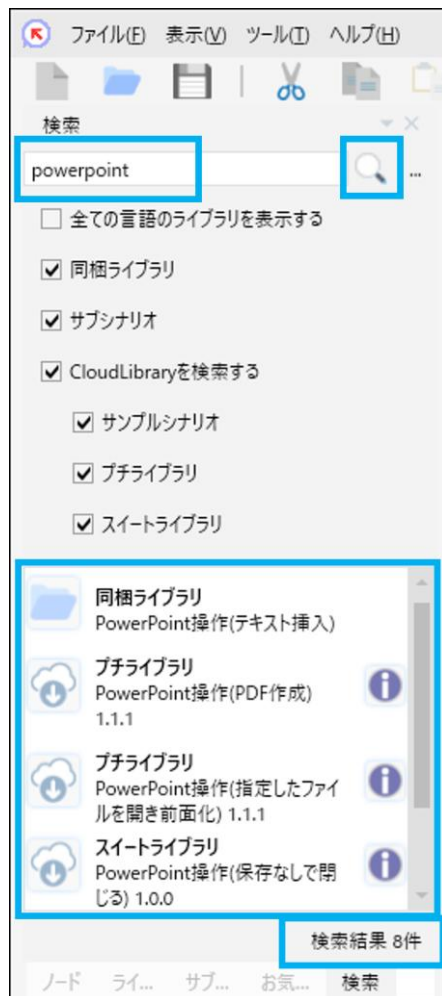 ファイル(F) 表示(V) ツール(T) ヘルプ(H)
検索
powerpoint
...
全ての言語のライブラリを表示する
同梱ライブラリ
サブシナリオ
CloudLibraryを検索する
サンプルシナリオ
プチライブラリ
スイートライブラリ
同梱ライブラリ
PowerPoint操作(テキスト挿入)
プチライブラリ
PowerPoint操作(PDF作成)
1.1.1
プチライブラリ
PowerPoint操作(指定したファイ
ルを開き前面化) 1.1.1
スイートライブラリ
PowerPoint操作(保存なしで閉
じる) 1.0.0
検索結果 8件
ノード ライ... サブ... お気... 検索